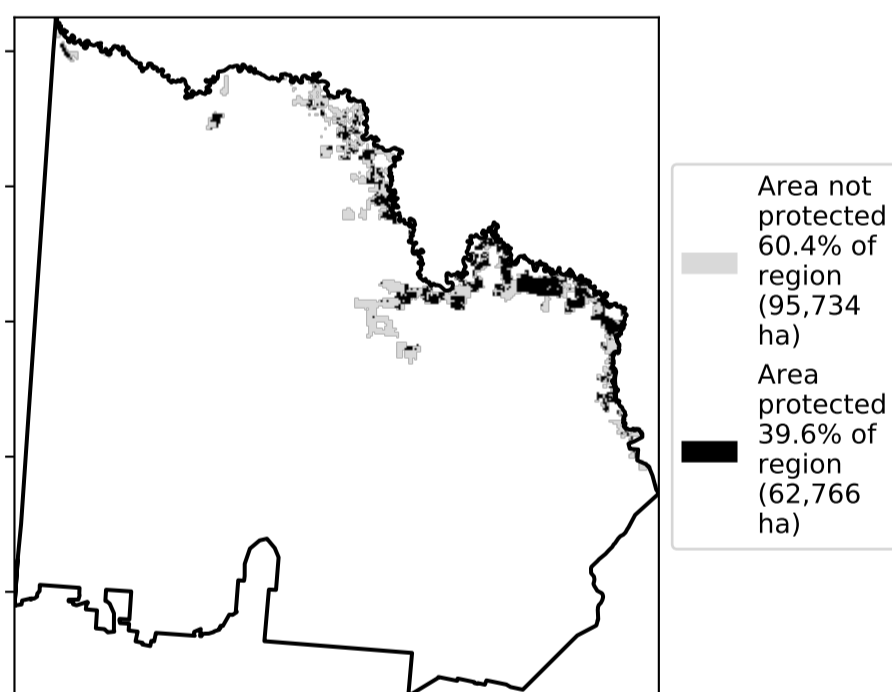 Area not
protected
60.4% of
region
(95,734
ha)
Area
protected
39.6% of
region
(62,766
ha)